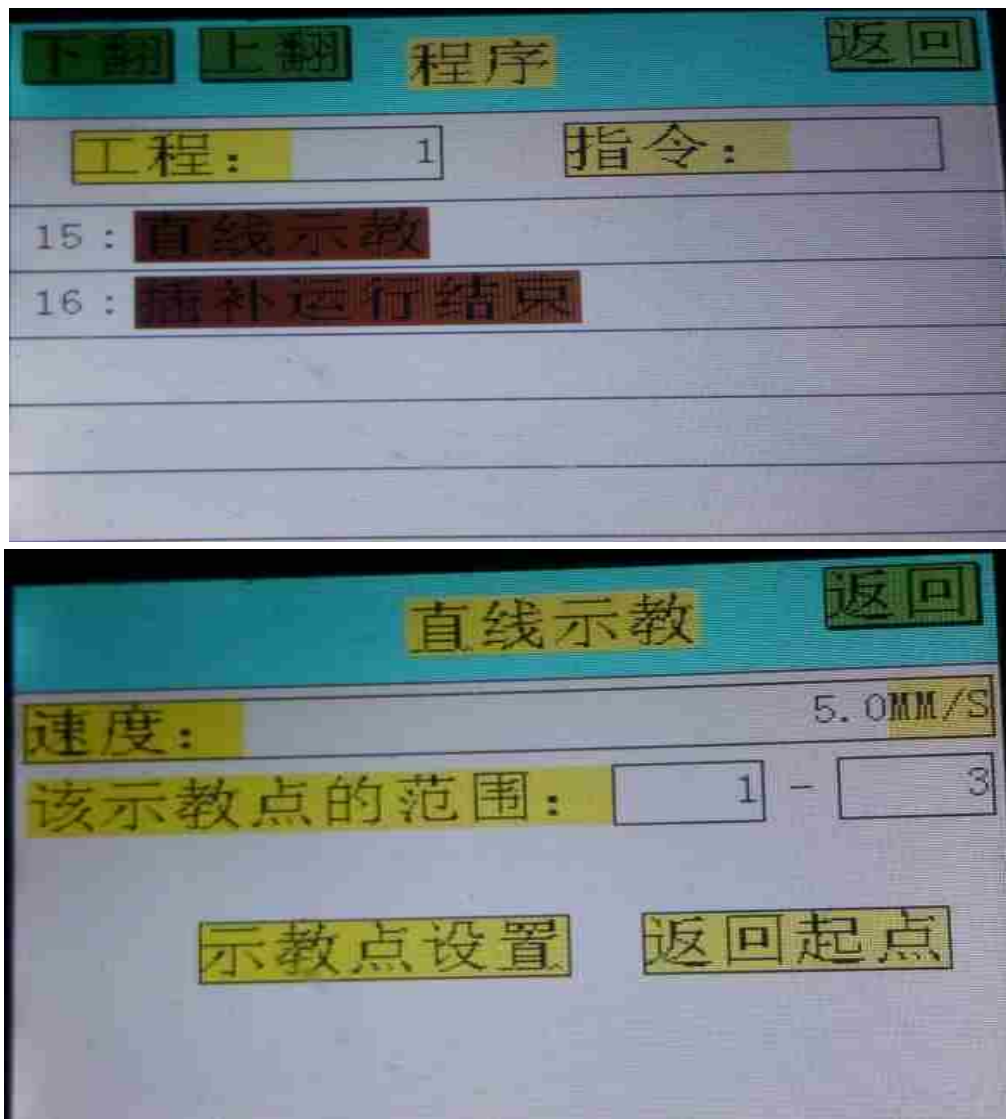 下翻 上翻 程序 返回
工程： 1 指令：
15：直线示教
16：插补运行结束
直线示教 返回
速度： 5.0MM/S
该示教点的范围： 1 - 3
示教点设置 返回起点